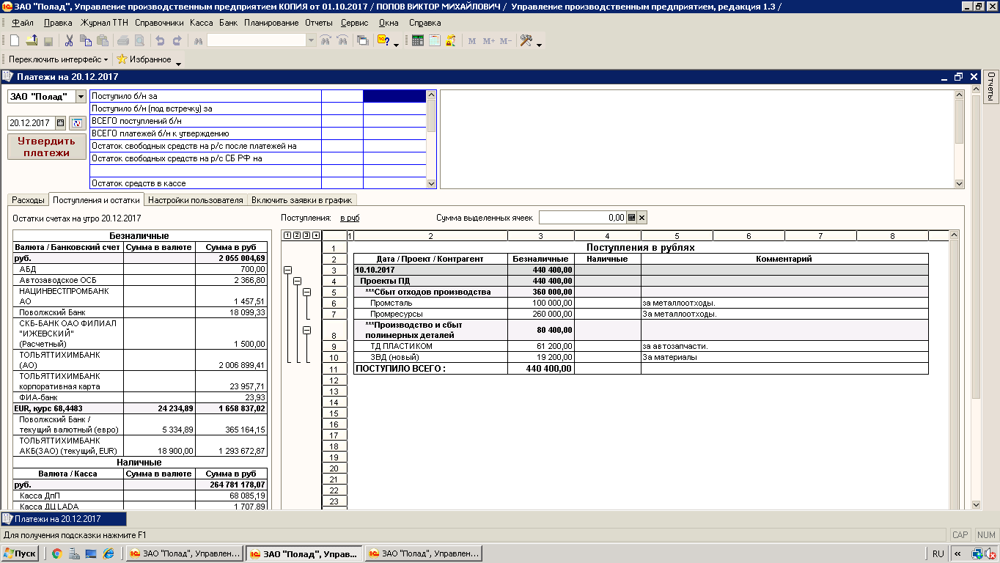 ЗАО "Полад", Управление производственным предприятием КОПИЯ от 01.10.2017 / ПОПОВ ВИКТОР МИХАЙЛОВИЧ / Управление производственным предприятием, редакция 1.3 /
Файл Правка Журнал ТТН Справочники Касса Банк Планирование Отчеты Сервис Окна Справка
M M+ M-
Переключить интерфейс Избранное
Платежи на 20.12.2017
Отчеты
ЗАО "Полад"
20.12.2017
Утвердить
платежи
Поступило б/н за
Поступило б/н (под встречку) за
ВСЕГО поступлений б/н
ВСЕГО платежей б/н к утверждению
Остаток свободных средств на р/с после платежей на
Остаток свободных средств на р/с СБ РФ на
Остаток средств в кассе
Расходы Поступления и остатки Настройки пользователя Включить заявки в график
Остатки счетах на утро 20.12.2017
Безналичные
Валюта / Банковский счет Сумма в валюте Сумма в руб
руб. 2 055 004,69
АБД 700,00
Автозаводское ОСБ 2 366,80
НАЦИНВЕСТПРОМБАНК
АО 1 457,51
Поволжский Банк 18 099,33
СКБ-БАНК ОАО ФИЛИАЛ
"ИЖЕВСКИЙ"
(Расчетный) 1 500,00
ТОЛЬЯТТИХИМБАНК
(АО) 2 006 899,41
ТОЛЬЯТТИХИМБАНК
корпоративная карта 23 957,71
ФИА-банк 23,93
EUR, курс 68,4483 24 234,89 1 658 837,02
Поволжский Банк /
текущий валютный (евро) 5 334,89 365 164,15
ТОЛЬЯТТИХИМБАНК
АКБ(ЗАО) (текущий, EUR) 18 900,00 1 293 672,87
Наличные
Валюта / Касса Сумма в валюте Сумма в руб
руб. 264 781 178,07
Касса ДпП 68 085,19
Касса ДЦ LADA 1 707,89
Поступления: в руб Сумма выделенных ячеек 0,00
1 2 3 4
1 2 3 4 5 6 7 8
1 Поступления в рублях
2 Дата / Проект / Контрагент Безналичные Наличные Комментарий
3 10.10.2017 440 400,00
4 Проекты ПД 440 400,00
5 ***Сбыт отходов производства 360 000,00
6 Промсталь 100 000,00 за металлоотходы.
7 Промресурсы 260 000,00 За металлоотходы.
***Производство и сбыт
8 полимерных деталей 80 400,00
9 ТД ПЛАСТИКОМ 61 200,00 за автозапчасти.
10 ЗВД (новый) 19 200,00 За материалы
11 ПОСТУПИЛО ВСЕГО : 440 400,00
12
13
14
15
16
17
18
19
20
21
22
23
Платежи на 20.12.2017
Для получения подсказки нажмите F1
CAP NUM
Пуск
ЗАО "Полад", Управлен...
ЗАО "Полад", Управ...
ЗАО "Полад", Управлен...
RU «